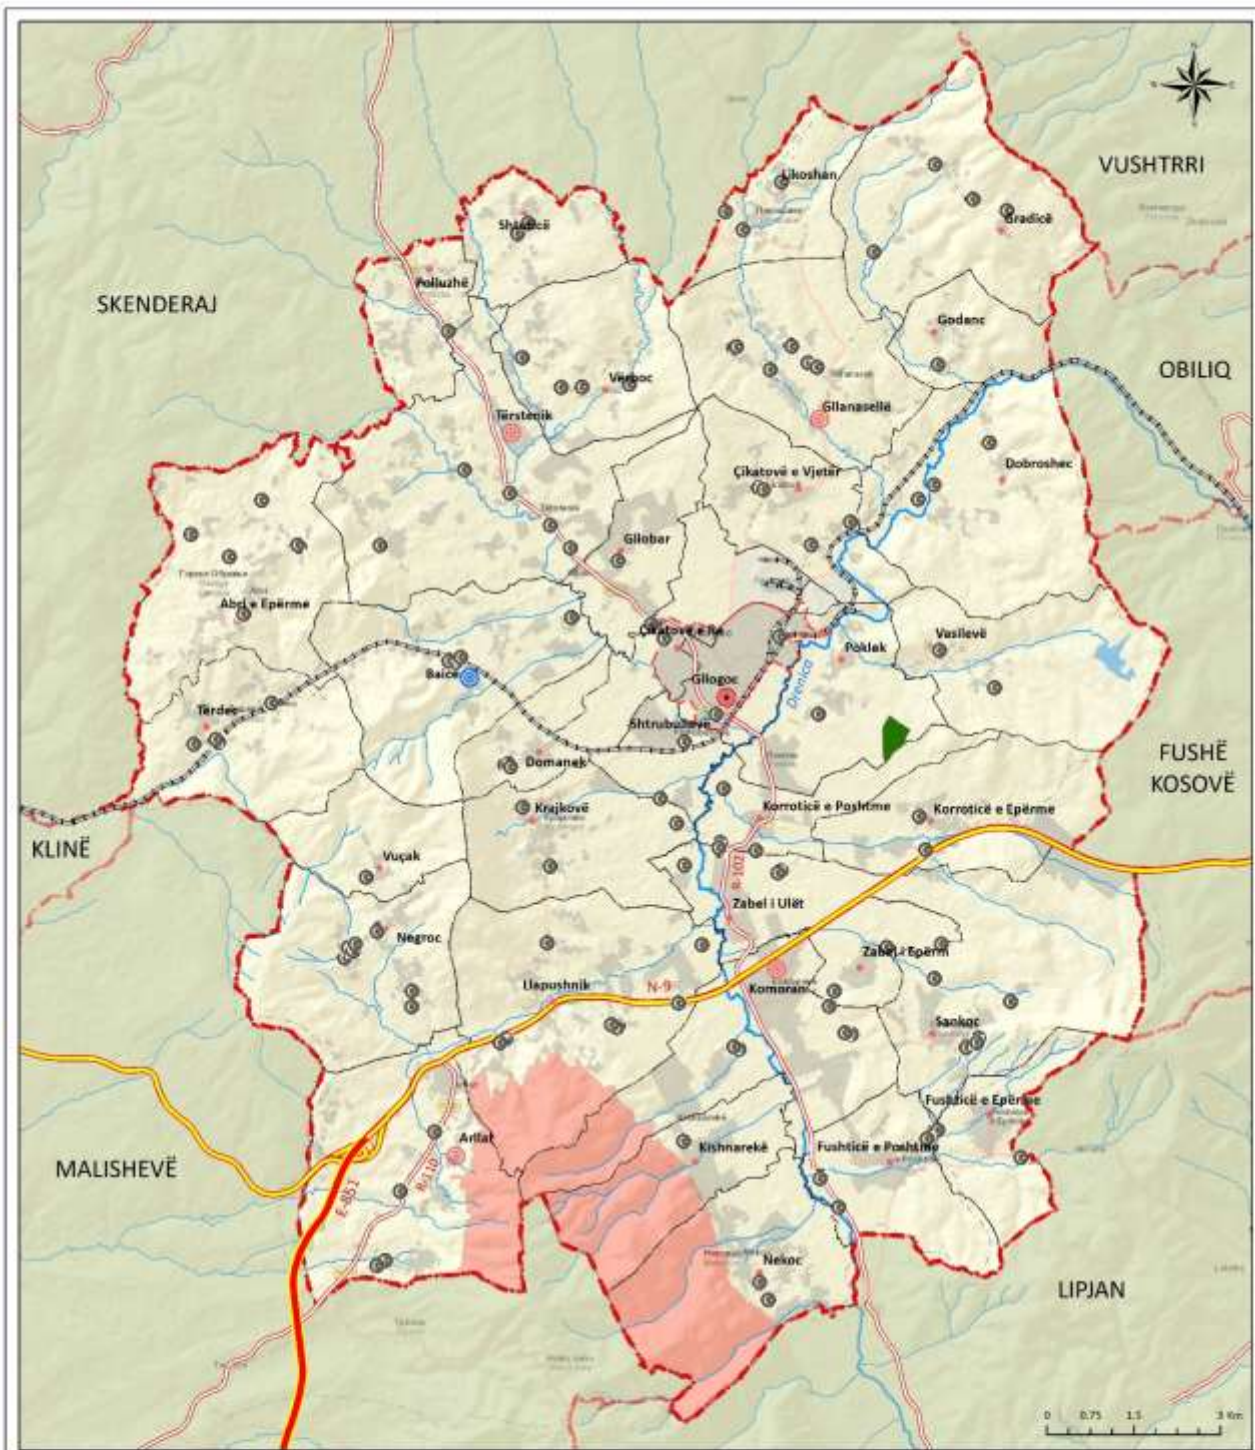 N
VUSHTRRI
Likoshan
Gradicë
Shtuticë
Polluzhë
SKENDERAJ
Godanc
OBILIQ
Vërboc
Tërstenik
Gllanasellë
Dobroshec
Çikatovë e Vjetër
Gllobar
Abri e Epërme
Çikatovë e Re
Vasilevë
Poklek
Baicë
Gllogoc
Drenica
Tërdec
Shtrubullovë
FUSHË
KOSOVË
Domanek
Krajkovë
Korroticë e Poshtme
Korroticë e Epërme
KLINË
Vuçak
R-102
Zabel i Ulët
Negroc
Zabel i Epërm
Llapushnik
N-9
Komoran
Sankoc
Fushticë e Epërme
Arllat
Kishnarekë
Fushticë e Poshtme
MALISHEVË
R-110
E-851
Nekoc
LIPJAN
0 0.75 1.5 3 Km